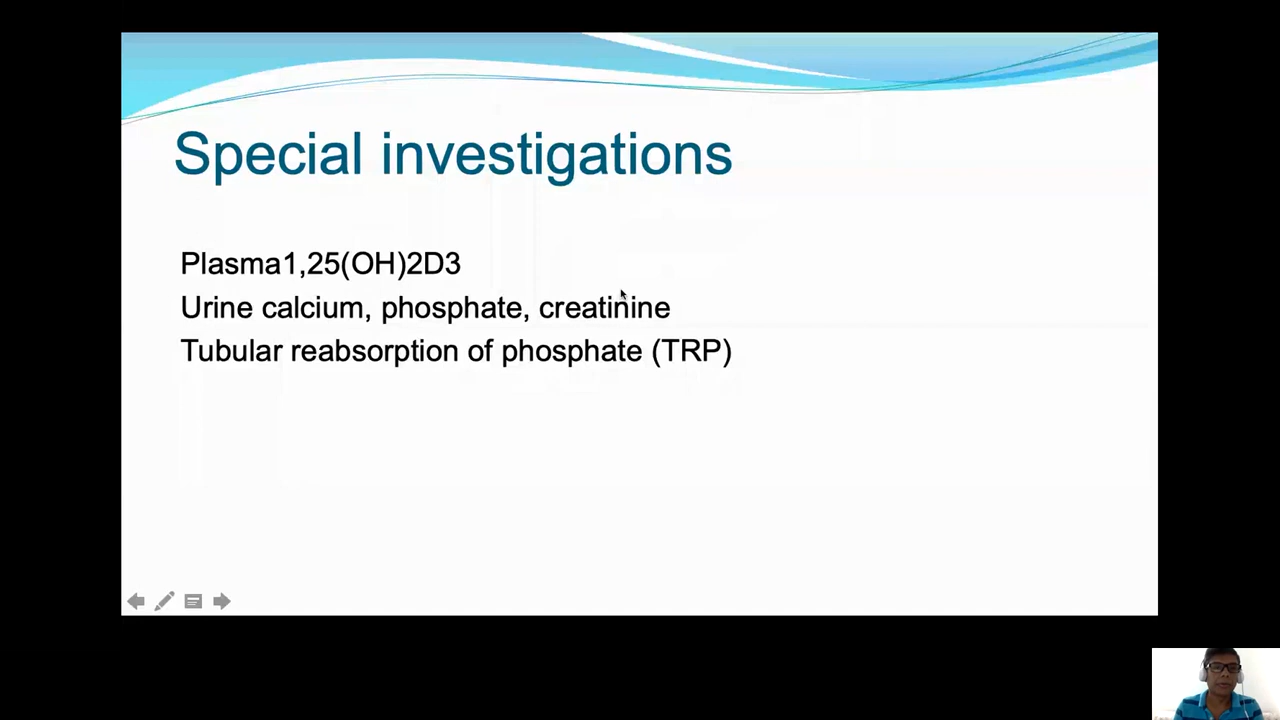 Special investigations
Plasma1,25(OH)2D3
Urine calcium, phosphate, creatinine
Tubular reabsorption of phosphate (TRP)